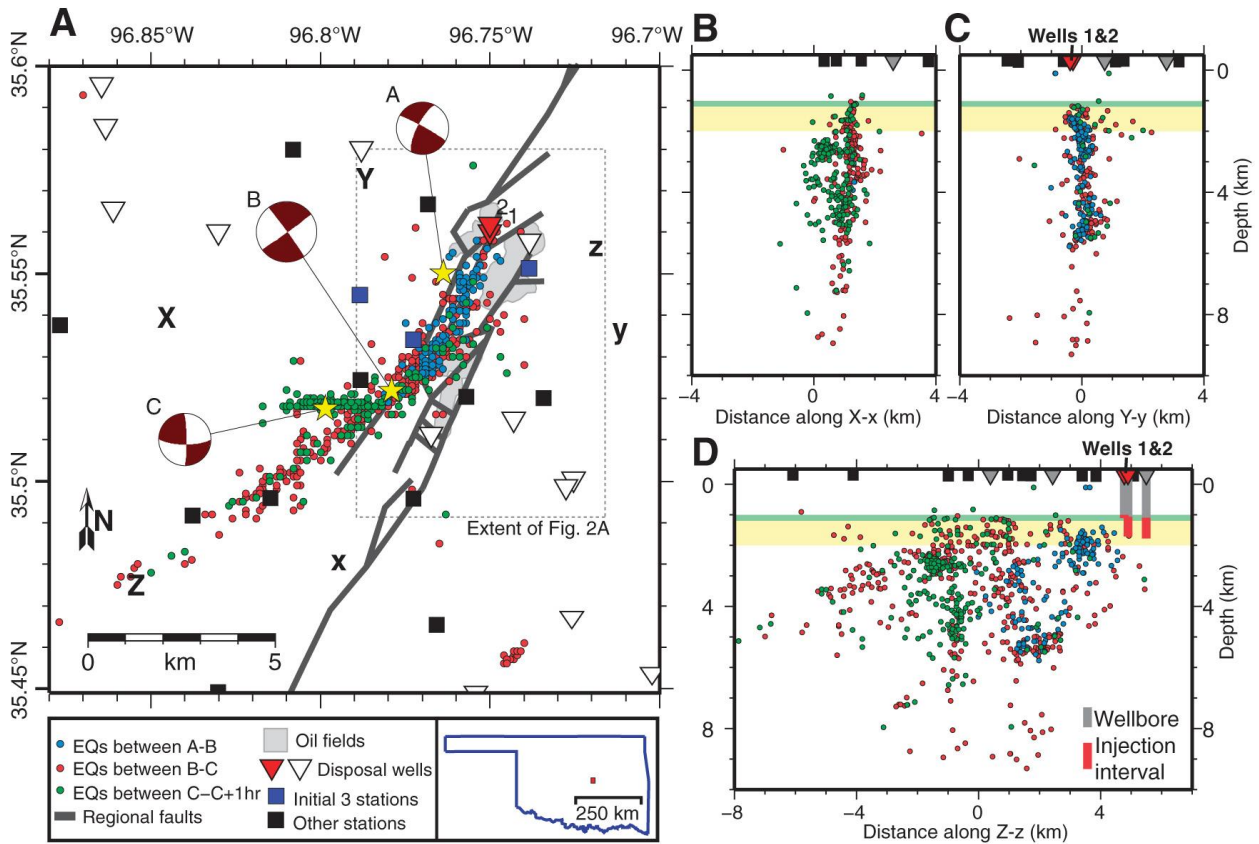 A
96.85°W 96.8°W 96.75°W 96.7°W
35.6°N
35.55°N
35.5°N
35.45°N
A
B
C
Y
X
z
y
x
Z
2
1
N
Extent of Fig. 2A
0 km 5
EQs between A-B
EQs between B-C
EQs between C–C+1hr
Regional faults
Oil fields
Disposal wells
Initial 3 stations
Other stations
250 km
B
0
4
8
Depth (km)
−4 0 4
Distance along X-x (km)
C
Wells 1&2
−4 0 4
Distance along Y-y (km)
D
Wells 1&2
0 0
4 4
8 8
Depth (km)
Wellbore
Injection
interval
−8 −4 0 4
Distance along Z-z (km)